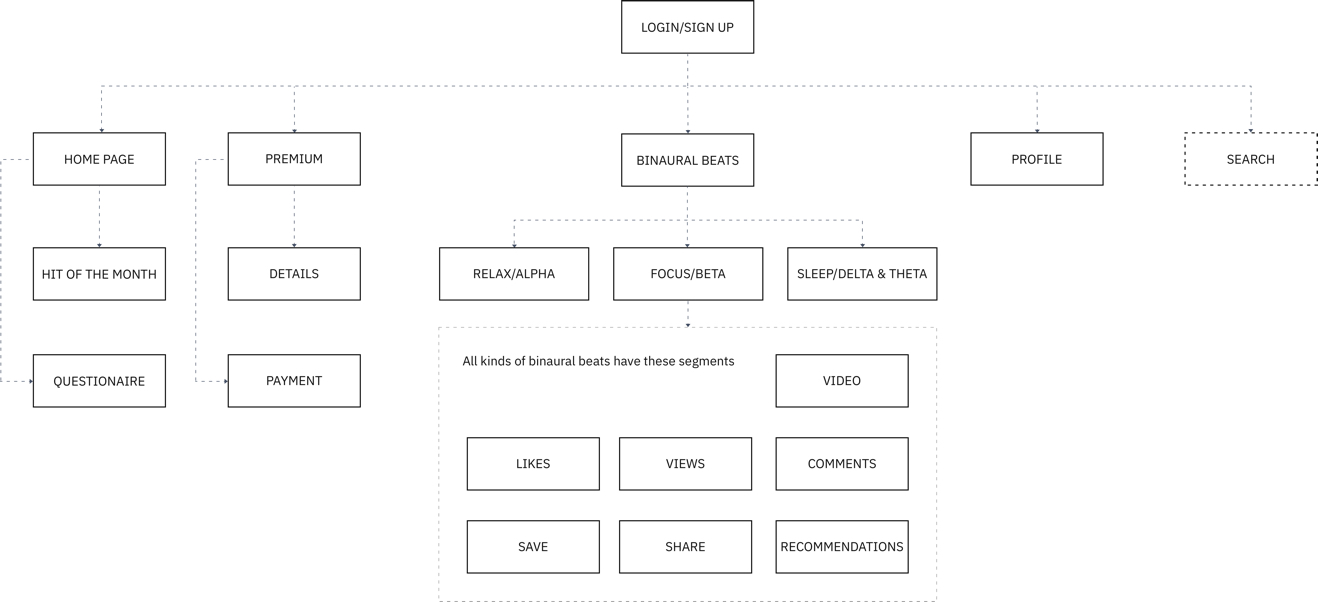 LOGIN/SIGN UP
HOME PAGE
PREMIUM
BINAURAL BEATS
PROFILE
SEARCH
HIT OF THE MONTH
DETAILS
RELAX/ALPHA
FOCUS/BETA
SLEEP/DELTA & THETA
QUESTIONAIRE
PAYMENT
All kinds of binaural beats have these segments
VIDEO
LIKES
VIEWS
COMMENTS
SAVE
SHARE
RECOMMENDATIONS